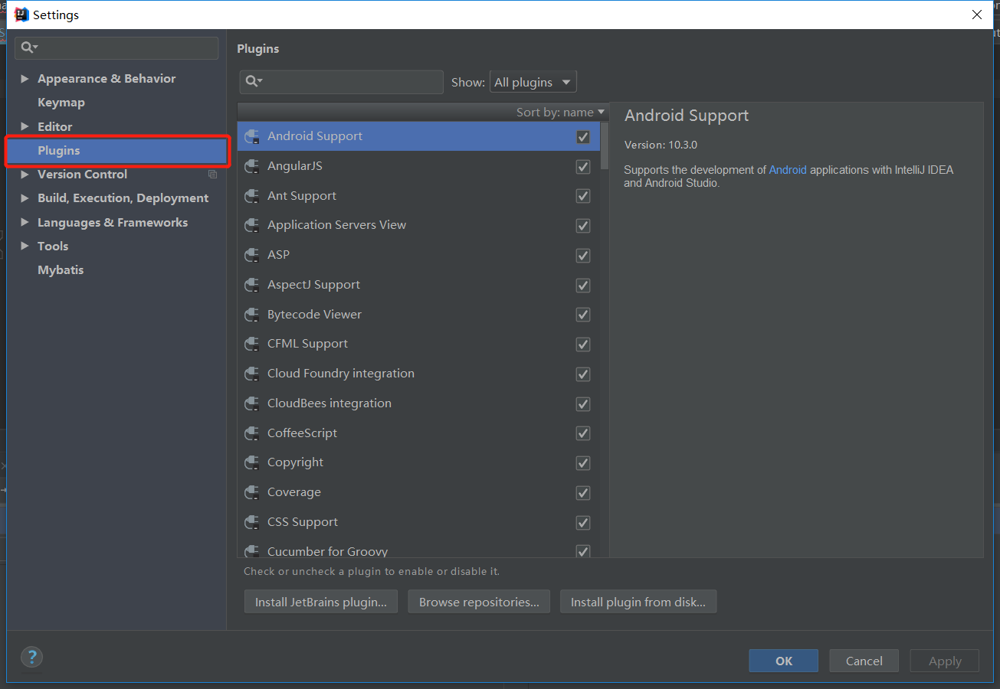 Settings
Appearance & Behavior
Keymap
Editor
Plugins
Version Control
Build, Execution, Deployment
Languages & Frameworks
Tools
Mybatis
Plugins
Show: All plugins
Sort by: name
Android Support
AngularJS
Ant Support
Application Servers View
ASP
AspectJ Support
Bytecode Viewer
CFML Support
Cloud Foundry integration
CloudBees integration
CoffeeScript
Copyright
Coverage
CSS Support
Cucumber for Groovy
Check or uncheck a plugin to enable or disable it.
Install JetBrains plugin...
Browse repositories...
Install plugin from disk...
Android Support
Version: 10.3.0
Supports the development of Android applications with IntelliJ IDEA
and Android Studio.
?
OK
Cancel
Apply